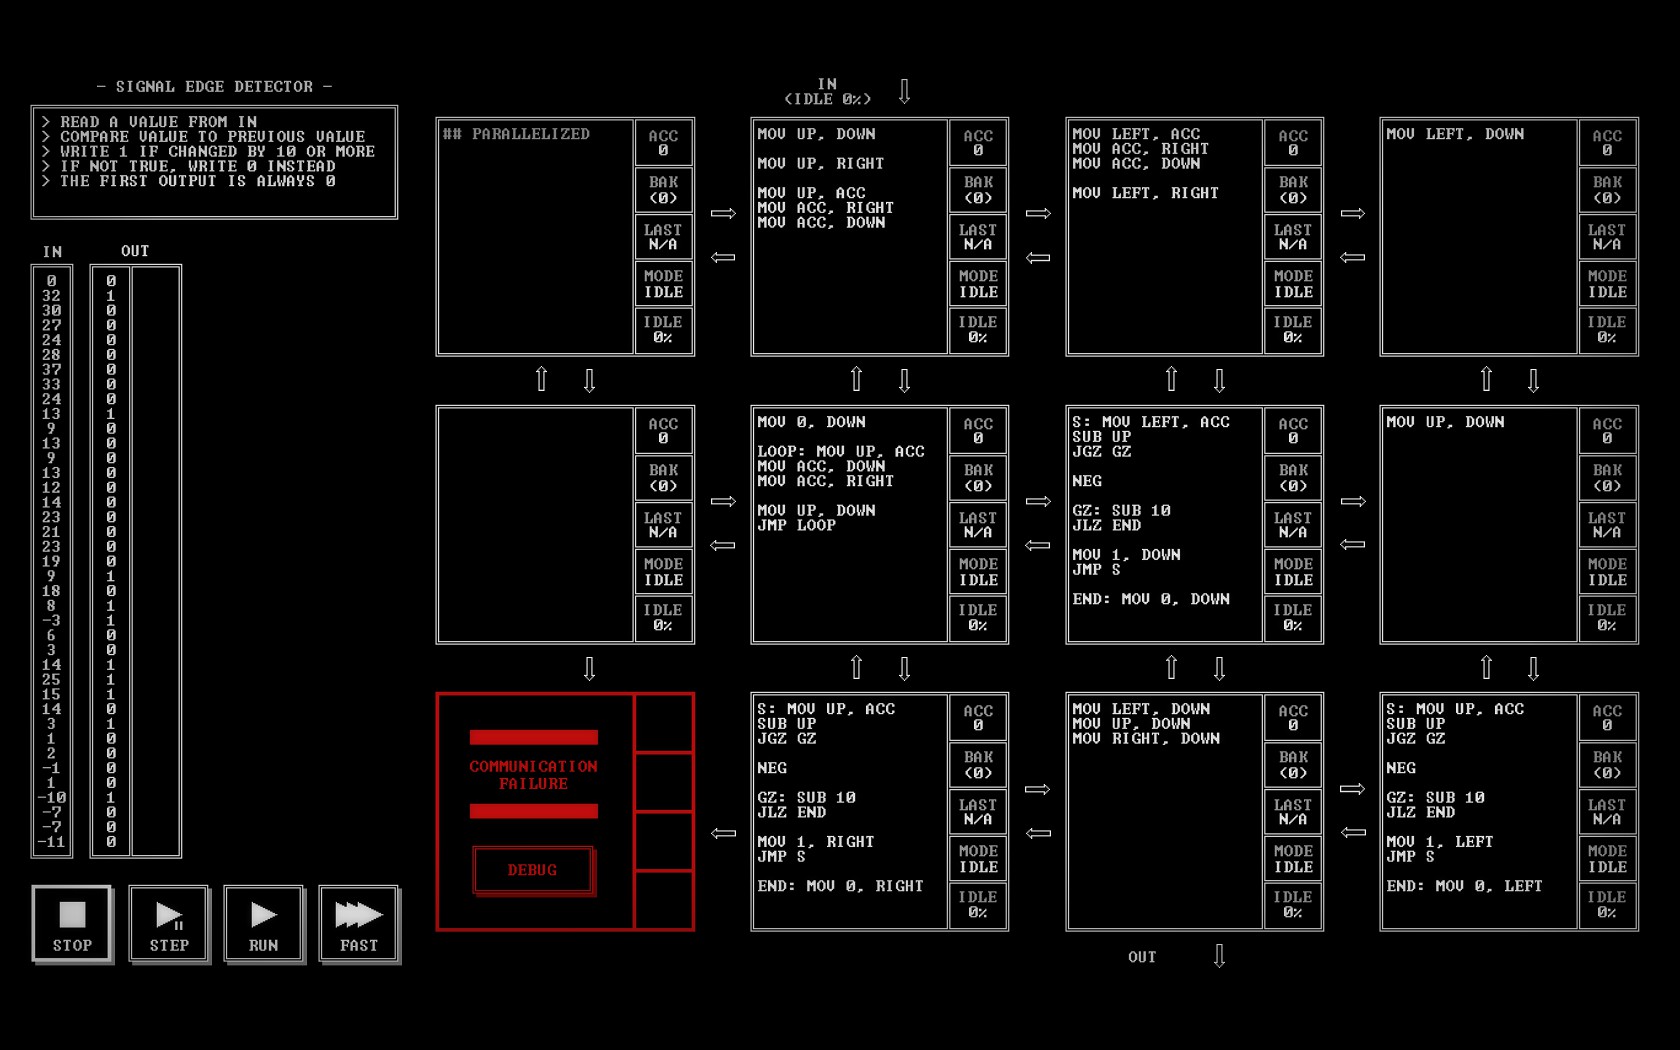 — SIGNAL EDGE DETECTOR —
> READ A VALUE FROM IN
> COMPARE VALUE TO PREVIOUS VALUE
> WRITE 1 IF CHANGED BY 10 OR MORE
> IF NOT TRUE, WRITE 0 INSTEAD
> THE FIRST OUTPUT IS ALWAYS 0
IN OUT
0 0
32 1
30 0
27 0
24 0
28 0
37 0
33 0
24 0
13 1
9 0
13 0
9 0
13 0
12 0
14 0
23 0
21 0
23 0
19 0
9 1
18 0
8 1
-3 1
6 0
3 0
14 1
25 1
15 1
14 0
3 1
1 0
2 0
-1 0
1 0
-10 1
-7 0
-7 0
-11 0
STOP
STEP
RUN
FAST
IN
(IDLE 0%)
## PARALLELIZED
ACC
0
BAK
(0)
LAST
N/A
MODE
IDLE
IDLE
0%
MOV UP, DOWN
MOV UP, RIGHT
MOV UP, ACC
MOV ACC, RIGHT
MOV ACC, DOWN
ACC
0
BAK
(0)
LAST
N/A
MODE
IDLE
IDLE
0%
MOV LEFT, ACC
MOV ACC, RIGHT
MOV ACC, DOWN
MOV LEFT, RIGHT
ACC
0
BAK
(0)
LAST
N/A
MODE
IDLE
IDLE
0%
MOV LEFT, DOWN
ACC
0
BAK
(0)
LAST
N/A
MODE
IDLE
IDLE
0%
ACC
0
BAK
(0)
LAST
N/A
MODE
IDLE
IDLE
0%
MOV 0, DOWN
LOOP: MOV UP, ACC
MOV ACC, DOWN
MOV ACC, RIGHT
MOV UP, DOWN
JMP LOOP
ACC
0
BAK
(0)
LAST
N/A
MODE
IDLE
IDLE
0%
S: MOV LEFT, ACC
SUB UP
JGZ GZ
NEG
GZ: SUB 10
JLZ END
MOV 1, DOWN
JMP S
END: MOV 0, DOWN
ACC
0
BAK
(0)
LAST
N/A
MODE
IDLE
IDLE
0%
MOV UP, DOWN
ACC
0
BAK
(0)
LAST
N/A
MODE
IDLE
IDLE
0%
COMMUNICATION
FAILURE
DEBUG
S: MOV UP, ACC
SUB UP
JGZ GZ
NEG
GZ: SUB 10
JLZ END
MOV 1, RIGHT
JMP S
END: MOV 0, RIGHT
ACC
0
BAK
(0)
LAST
N/A
MODE
IDLE
IDLE
0%
MOV LEFT, DOWN
MOV UP, DOWN
MOV RIGHT, DOWN
ACC
0
BAK
(0)
LAST
N/A
MODE
IDLE
IDLE
0%
S: MOV UP, ACC
SUB UP
JGZ GZ
NEG
GZ: SUB 10
JLZ END
MOV 1, LEFT
JMP S
END: MOV 0, LEFT
ACC
0
BAK
(0)
LAST
N/A
MODE
IDLE
IDLE
0%
OUT